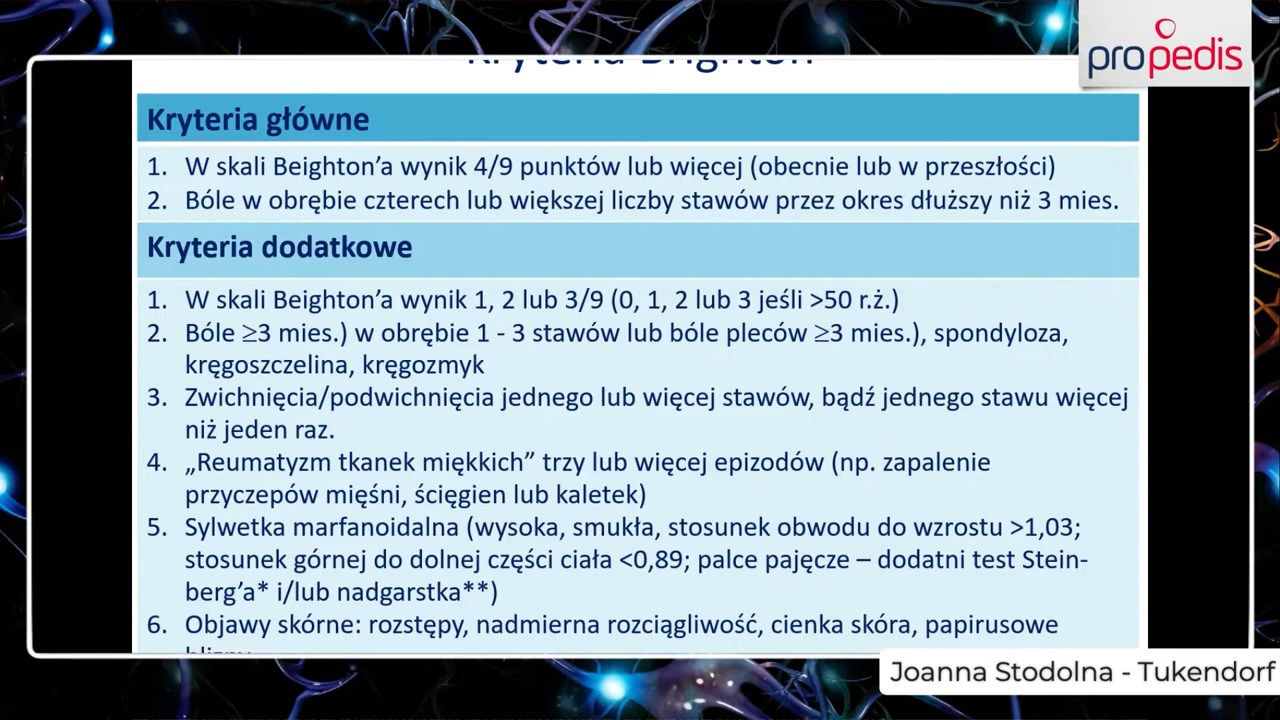 Kryteria Brighton
propedis
Kryteria główne
1. W skali Beighton’a wynik 4/9 punktów lub więcej (obecnie lub w przeszłości)
2. Bóle w obrębie czterech lub większej liczby stawów przez okres dłuższy niż 3 mies.
Kryteria dodatkowe
1. W skali Beighton’a wynik 1, 2 lub 3/9 (0, 1, 2 lub 3 jeśli >50 r.ż.)
2. Bóle ≥3 mies.) w obrębie 1 - 3 stawów lub bóle pleców ≥3 mies.), spondyloza,
kręgoszczelina, kręgozmyk
3. Zwichnięcia/podwichnięcia jednego lub więcej stawów, bądź jednego stawu więcej
niż jeden raz.
4. „Reumatyzm tkanek miękkich” trzy lub więcej epizodów (np. zapalenie
przyczepów mięśni, ścięgien lub kaletek)
5. Sylwetka marfanoidalna (wysoka, smukła, stosunek obwodu do wzrostu >1,03;
stosunek górnej do dolnej części ciała <0,89; palce pajęcze – dodatni test Stein-
berg’a* i/lub nadgarstka**)
6. Objawy skórne: rozstępy, nadmierna rozciągliwość, cienka skóra, papirusowe
Joanna Stodolna - Tukendorf